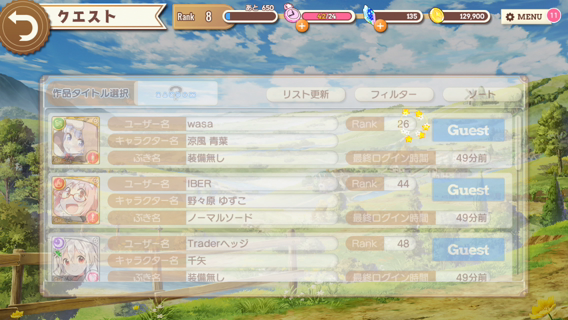 クエスト
Rank 8
あと 650
52/24
135
129,900
MENU 11
作品タイトル選択
リスト更新 フィルター ソート
ユーザー名 wasa Rank 26
キャラクター名 涼風 青葉 Guest
ぶき名 装備無し 最終ログイン時間 49分前
ユーザー名 IBER Rank 44
キャラクター名 野々原 ゆずこ Guest
ぶき名 ノーマルソード 最終ログイン時間 49分前
ユーザー名 Traderヘッジ Rank 48
キャラクター名 千矢 Guest
ぶき名 装備無し 最終ログイン時間 49分前